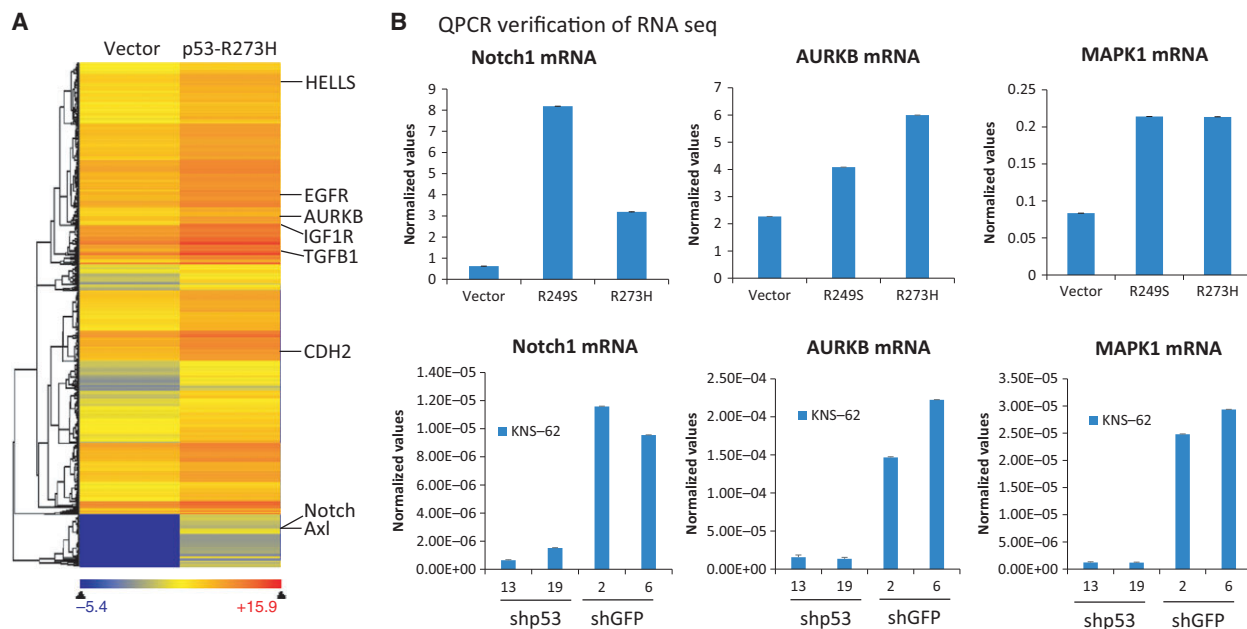 A
Vector p53-R273H
HELLS
EGFR
AURKB
IGF1R
TGFB1
CDH2
Notch
Axl
−5.4 +15.9
B QPCR verification of RNA seq
Notch1 mRNA
Normalized values
9
8
7
6
5
4
3
2
1
0
Vector R249S R273H
AURKB mRNA
Normalized values
7
6
5
4
3
2
1
0
Vector R249S R273H
MAPK1 mRNA
Normalized values
0.25
0.2
0.15
0.1
0.05
0
Vector R249S R273H
Notch1 mRNA
Normalized values
1.40E−05
1.20E−05
1.00E−05
8.00E−06
6.00E−06
4.00E−06
2.00E−06
0.00E+00
KNS−62
13 19 2 6
shp53 shGFP
AURKB mRNA
Normalized values
2.50E−04
2.00E−04
1.50E−04
1.00E−04
5.00E−05
0.00E+00
KNS−62
13 19 2 6
shp53 shGFP
MAPK1 mRNA
Normalized values
3.50E−05
3.00E−05
2.50E−05
2.00E−05
1.50E−05
1.00E−05
5.00E−06
0.00E+00
KNS−62
13 19 2 6
shp53 shGFP